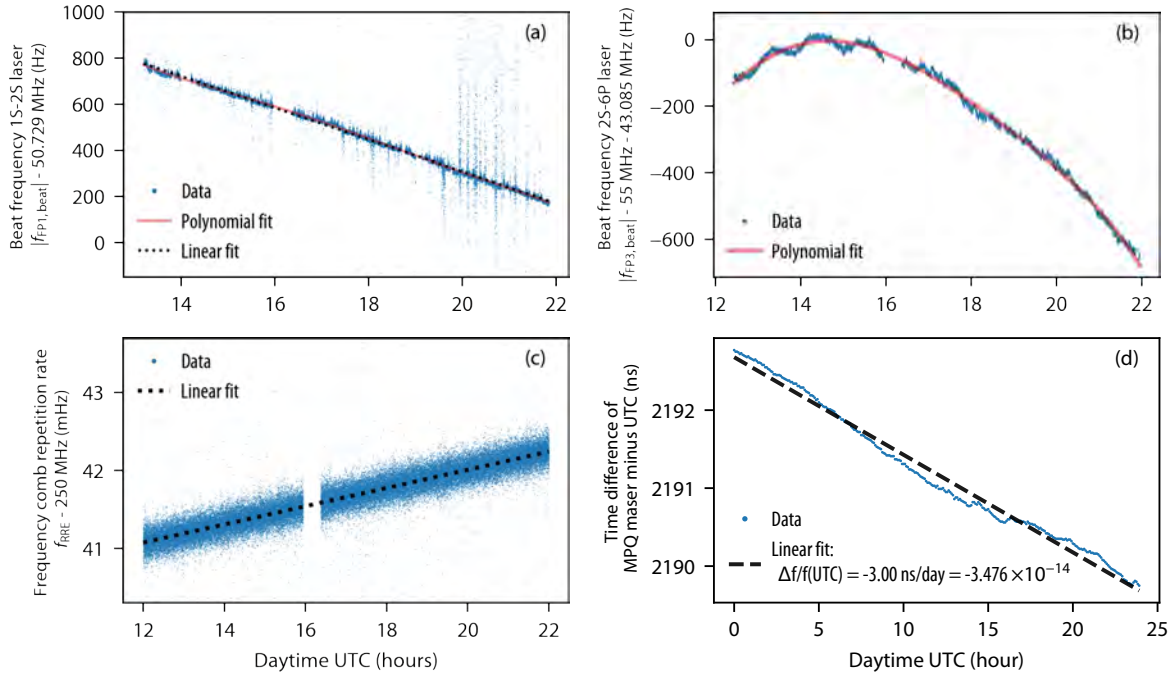 Beat frequency 1S-2S laser
|fFP1,beat| - 50.729 MHz (Hz)
1000
800
600
400
200
0
(a)
Data
Polynomial fit
Linear fit
14 16 18 20 22
Beat frequency 2S-6P laser
|fFP3,beat| - 55 MHz - 43.085 MHz (Hz)
0
−200
−400
−600
(b)
Data
Polynomial fit
12 14 16 18 20 22
Frequency comb repetition rate
fRRE - 250 MHz (mHz)
43
42
41
(c)
Data
Linear fit
12 14 16 18 20 22
Daytime UTC (hours)
Time difference of
MPQ maser minus UTC (ns)
2192
2191
2190
(d)
Data
Linear fit:
Δf/f(UTC) = -3.00 ns/day = -3.476 ×10⁻¹⁴
0 5 10 15 20 25
Daytime UTC (hour)